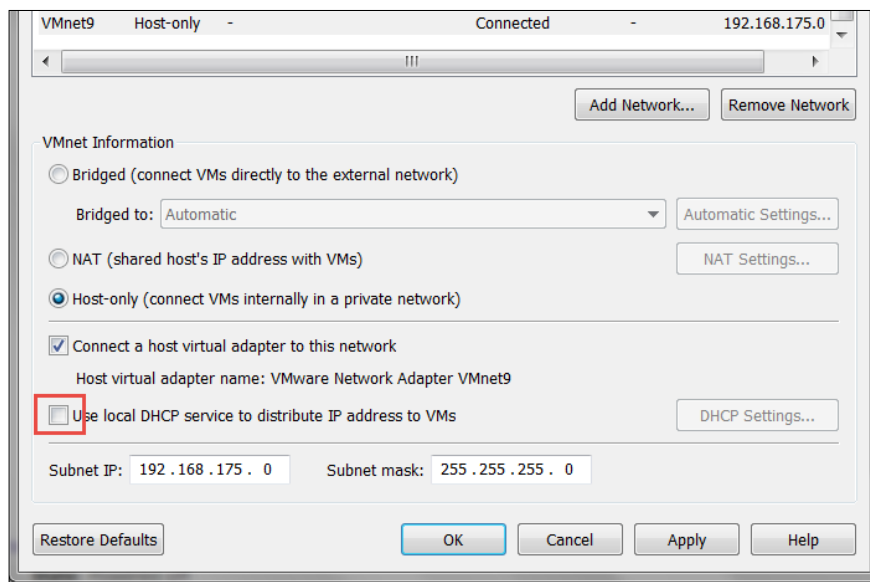 VMnet9 Host-only - Connected - 192.168.175.0
Add Network... Remove Network
VMnet Information
Bridged (connect VMs directly to the external network)
Bridged to: Automatic Automatic Settings...
NAT (shared host's IP address with VMs) NAT Settings...
Host-only (connect VMs internally in a private network)
Connect a host virtual adapter to this network
Host virtual adapter name: VMware Network Adapter VMnet9
Use local DHCP service to distribute IP address to VMs DHCP Settings...
Subnet IP: 192 . 168 . 175 . 0 Subnet mask: 255 . 255 . 255 . 0
Restore Defaults OK Cancel Apply Help